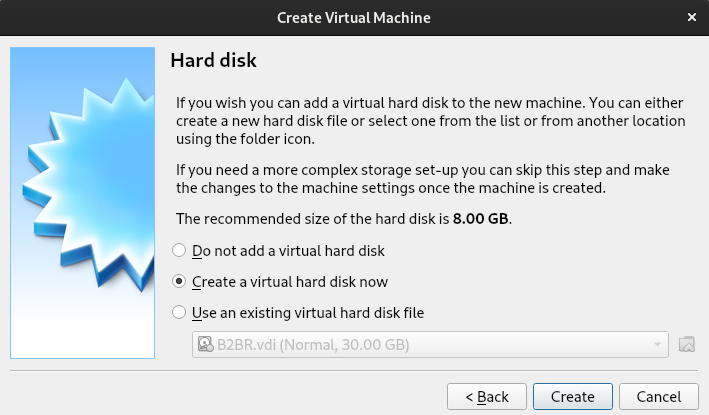 Create Virtual Machine
Hard disk
If you wish you can add a virtual hard disk to the new machine. You can either
create a new hard disk file or select one from the list or from another location
using the folder icon.
If you need a more complex storage set-up you can skip this step and make
the changes to the machine settings once the machine is created.
The recommended size of the hard disk is 8.00 GB.
Do not add a virtual hard disk
Create a virtual hard disk now
Use an existing virtual hard disk file
B2BR.vdi (Normal, 30.00 GB)
< Back
Create
Cancel